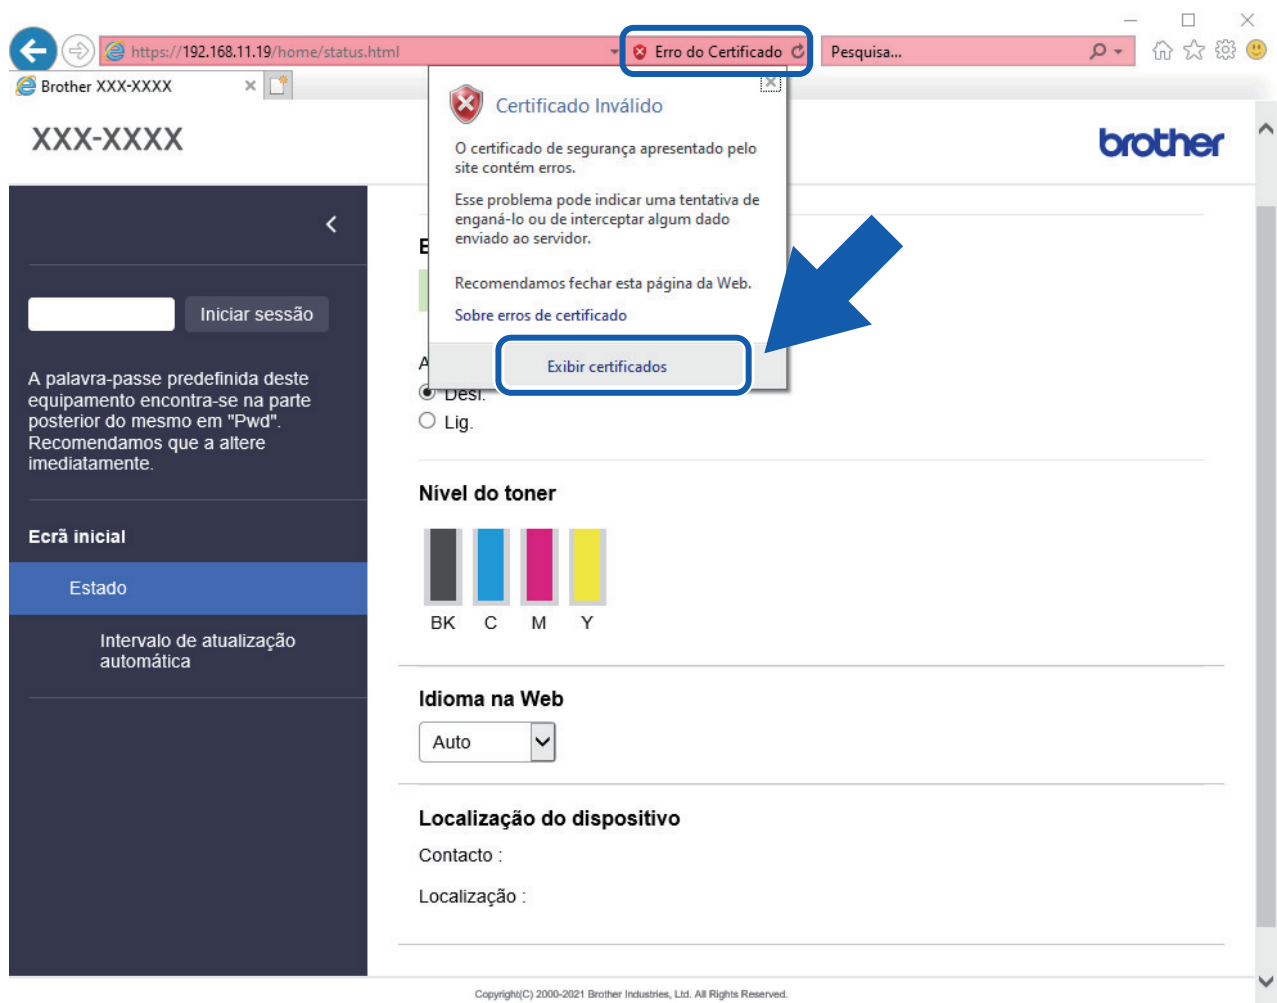 https://192.168.11.19/home/status.html
Erro do Certificado
Pesquisa...
Brother XXX-XXXX
XXX-XXXX
brother
Certificado Inválido
O certificado de segurança apresentado pelo
site contém erros.
Esse problema pode indicar uma tentativa de
enganá-lo ou de interceptar algum dado
enviado ao servidor.
Recomendamos fechar esta página da Web.
Sobre erros de certificado
Exibir certificados
Iniciar sessão
A palavra-passe predefinida deste
equipamento encontra-se na parte
posterior do mesmo em "Pwd".
Recomendamos que a altere
imediatamente.
Ecrã inicial
Estado
Intervalo de atualização
automática
Desl.
Lig.
Nível do toner
BK C M Y
Idioma na Web
Auto
Localização do dispositivo
Contacto :
Localização :
Copyright(C) 2000-2021 Brother Industries, Ltd. All Rights Reserved.